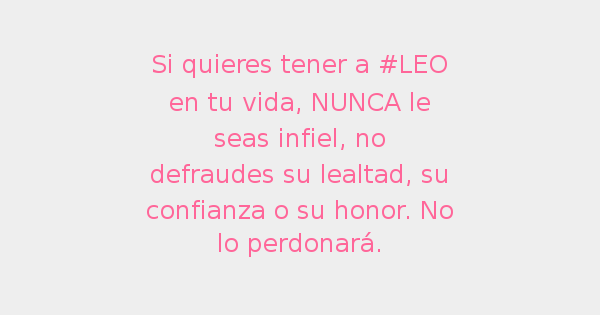 Si quieres tener a #LEO
en tu vida, NUNCA le
seas infiel, no
defraudes su lealtad, su
confianza o su honor. No
lo perdonará.